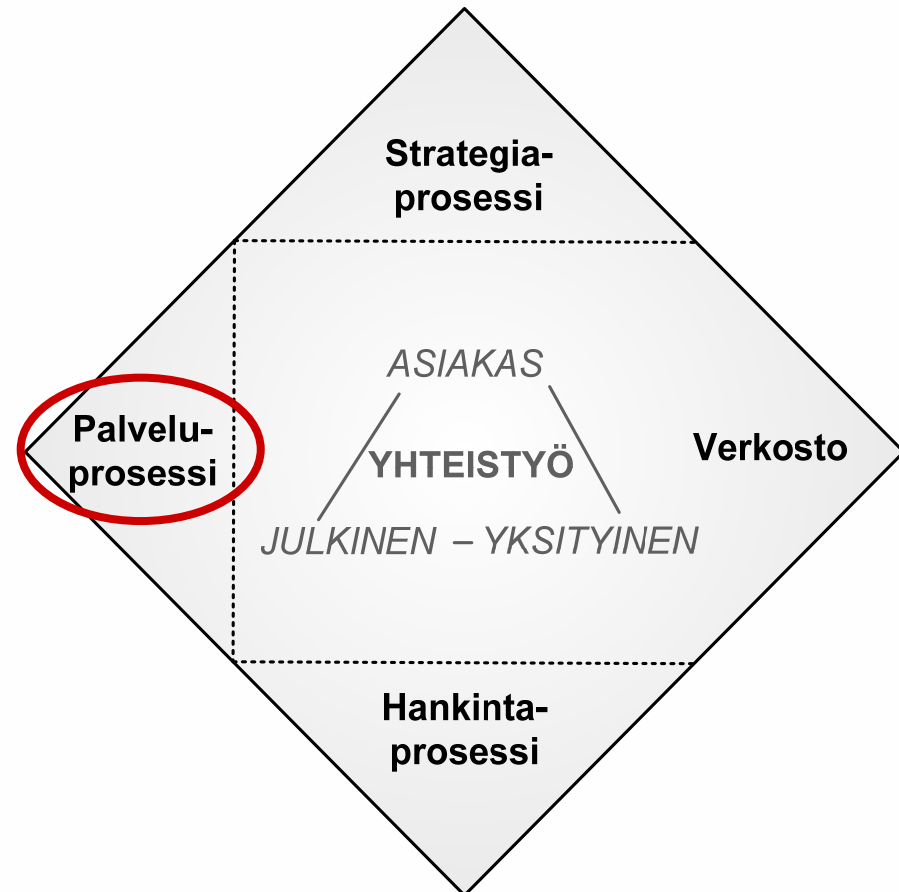 Strategia-
prosessi
ASIAKAS
Palvelu-
prosessi
YHTEISTYÖ
Verkosto
JULKINEN – YKSITYINEN
Hankinta-
prosessi